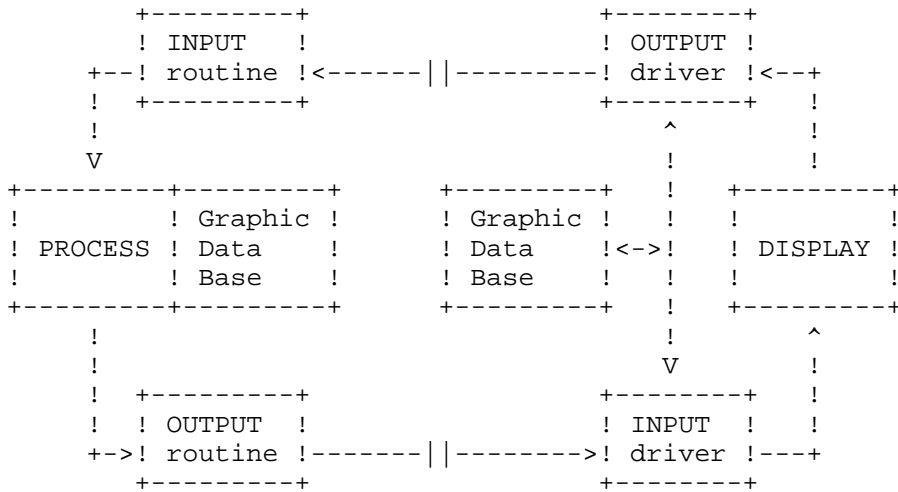 +---------+                   +--------+
     ! INPUT   !                   ! OUTPUT !
  +--! routine !<------||---------! driver !<--+
  !  +---------+                   +--------+   !
  !                                    ^        !
  V                                    !        !
+---------+---------+      +---------+   !   +---------+
!         ! Graphic !      ! Graphic !   !   !         !
! PROCESS ! Data    !      ! Data    !<->!   ! DISPLAY !
!         ! Base    !      ! Base    !   !   !         !
+---------+---------+      +---------+   !   +---------+
  !                                    !        ^
  !                                    V        !
  !  +---------+                   +--------+   !
  !  ! OUTPUT  !                   ! INPUT  !   !
  +->! routine !-------||-------->! driver !---+
     +---------+                   +--------+